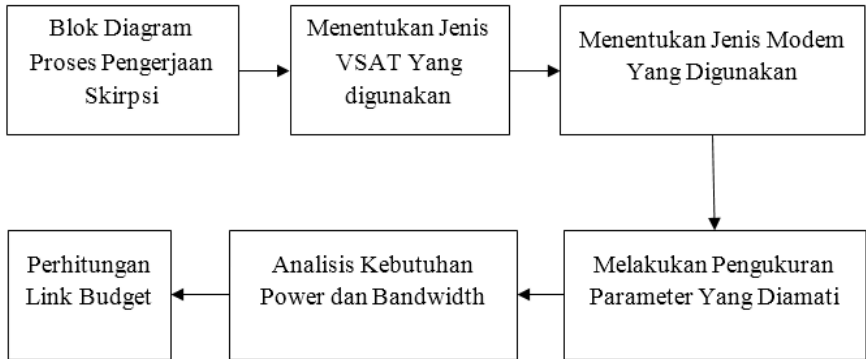 Blok Diagram
Proses Pengerjaan
Skirpsi
Menentukan Jenis
VSAT Yang
digunakan
Menentukan Jenis Modem
Yang Digunakan
Melakukan Pengukuran
Parameter Yang Diamati
Analisis Kebutuhan
Power dan Bandwidth
Perhitungan
Link Budget